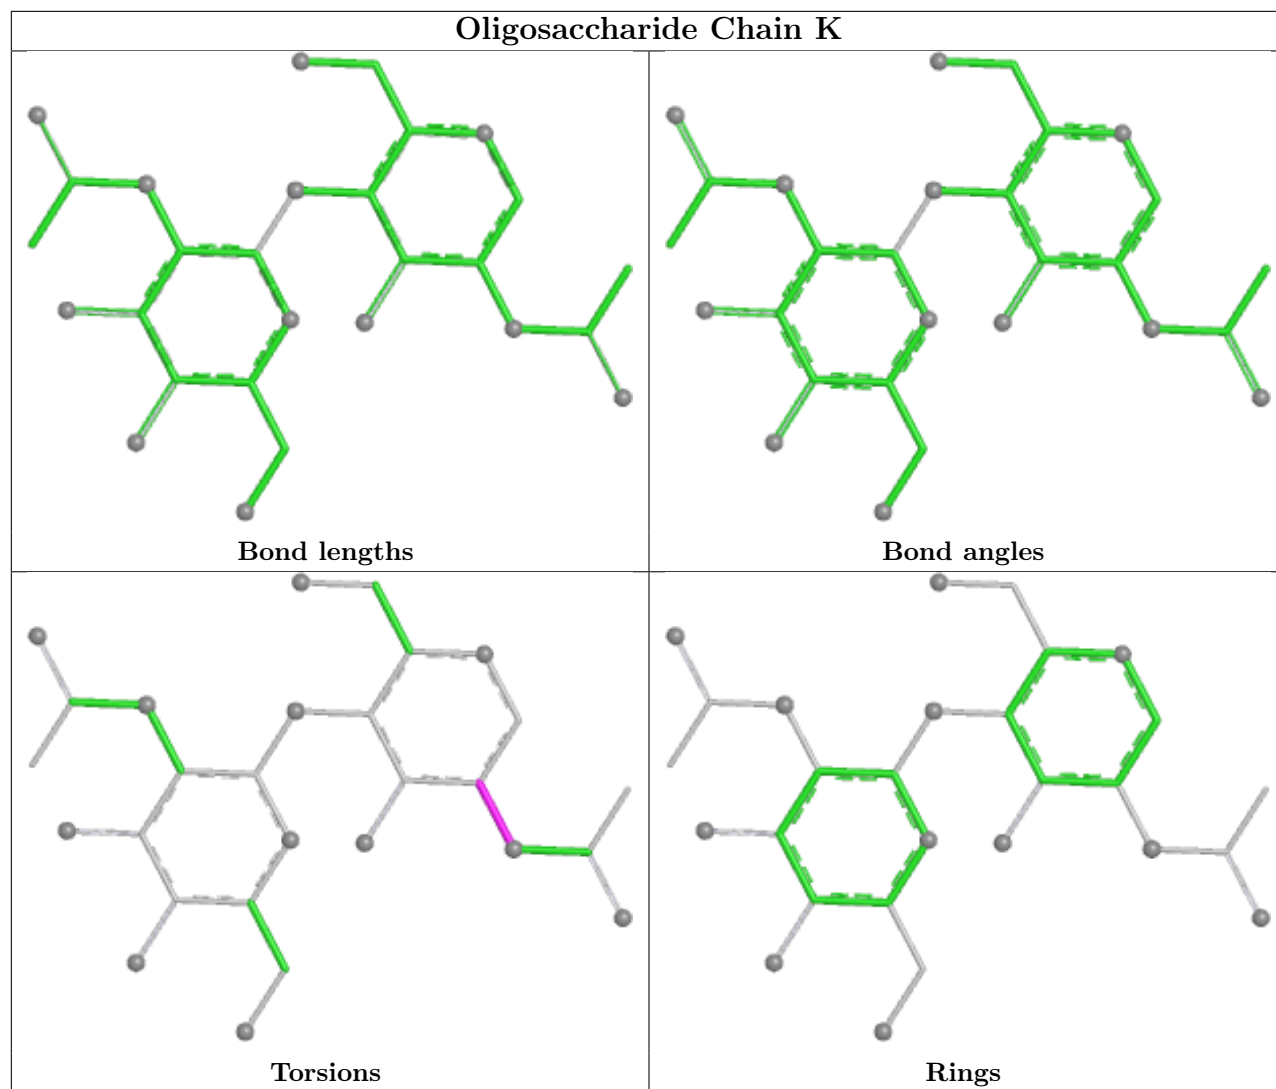 Oligosaccharide Chain K
Bond lengths
Bond angles
Torsions
Rings